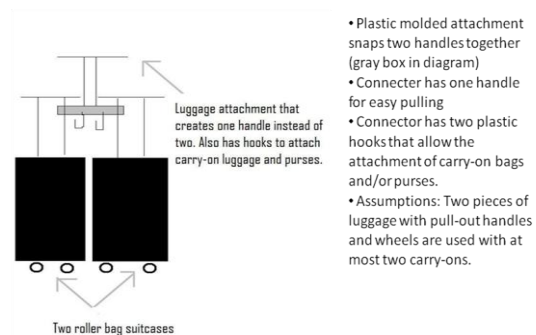 Luggage attachment that
creates one handle instead of
two. Also has hooks to attach
carry-on luggage and purses.
Two roller bag suitcases
• Plastic molded attachment
snaps two handles together
(gray box in diagram)
• Connecter has one handle
for easy pulling
• Connector has two plastic
hooks that allow the
attachment of carry-on bags
and/or purses.
• Assumptions: Two pieces of
luggage with pull-out handles
and wheels are used with at
most two carry-ons.